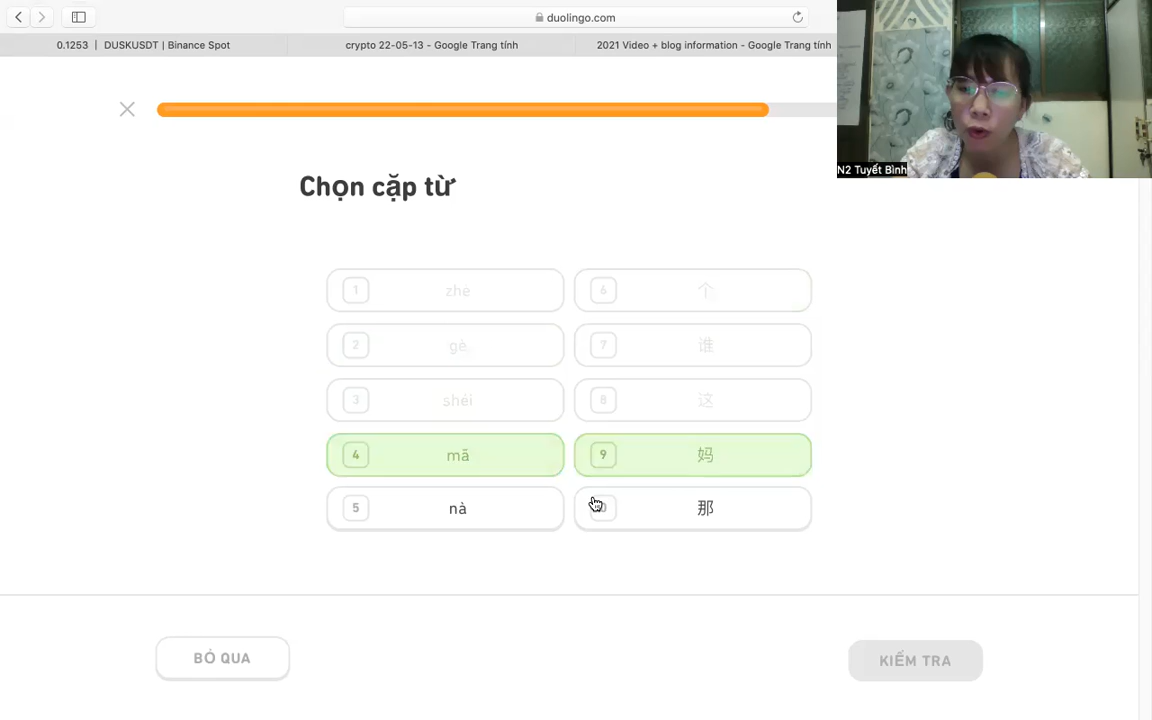 duolingo.com
0.1253 | DUSKUSDT | Binance Spot
crypto 22-05-13 - Google Trang tính
2021 Video + blog information - Google Trang tính
N2 Tuyết Bình
Chọn cặp từ
1 zhè 6 个
2 gè 7 谁
3 shéi 8 这
4 mā 9 妈
5 nà 那
BỎ QUA
KIỂM TRA